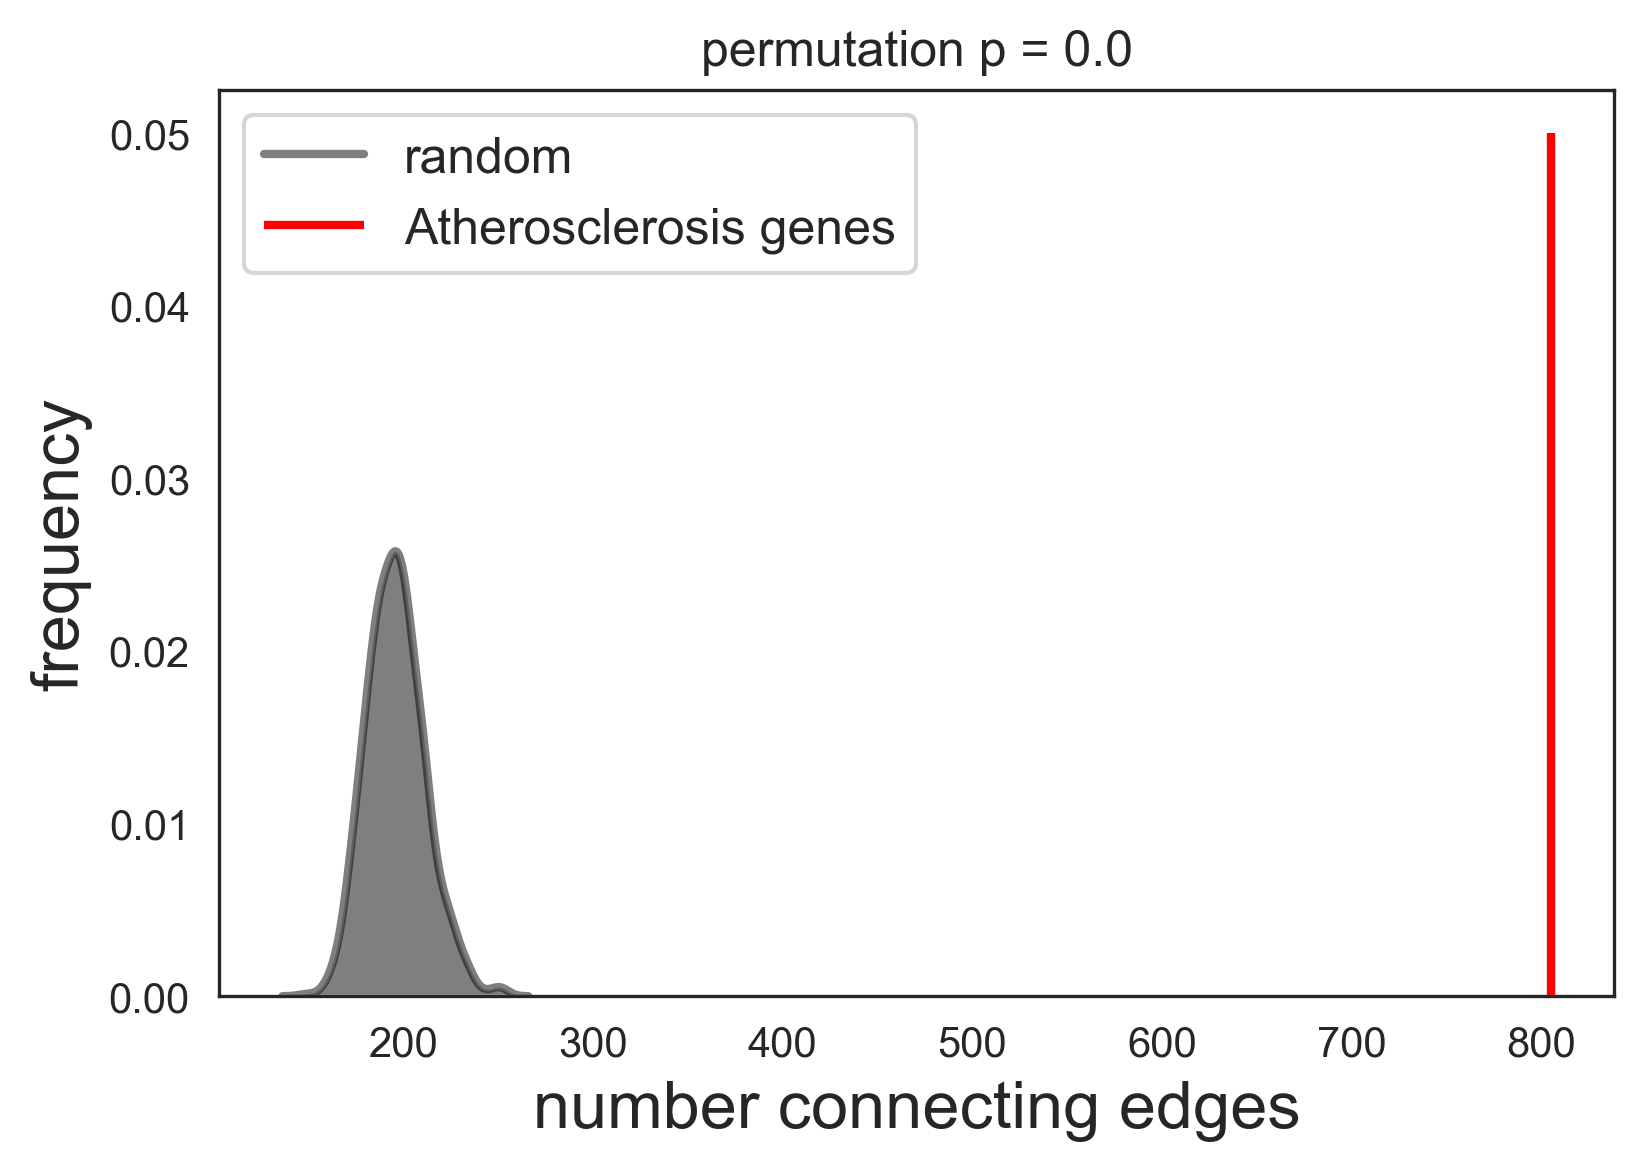 permutation p = 0.0
random
Atherosclerosis genes
frequency
0.05
0.04
0.03
0.02
0.01
0.00
200 300 400 500 600 700 800
number connecting edges